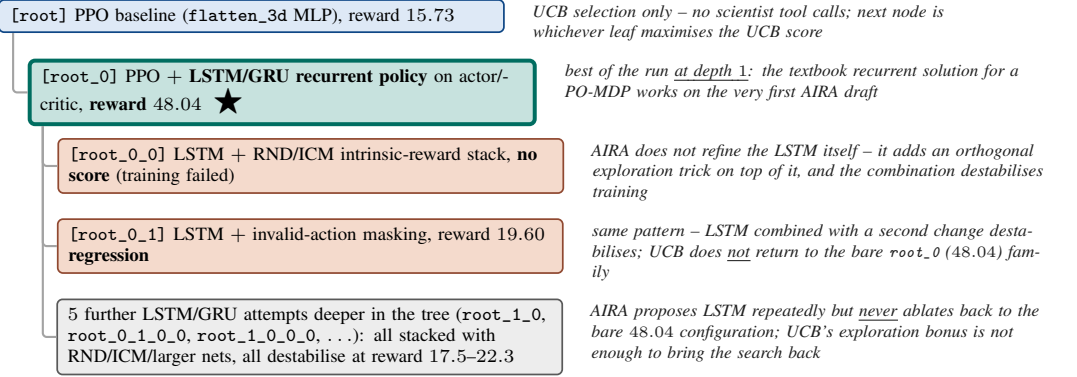 [root] PPO baseline (flatten_3d MLP), reward 15.73
UCB selection only – no scientist tool calls; next node is
whichever leaf maximises the UCB score
[root_0] PPO + LSTM/GRU recurrent policy on actor/-
critic, reward 48.04 ★
best of the run at depth 1: the textbook recurrent solution for a
PO-MDP works on the very first AIRA draft
[root_0_0] LSTM + RND/ICM intrinsic-reward stack, no
score (training failed)
AIRA does not refine the LSTM itself – it adds an orthogonal
exploration trick on top of it, and the combination destabilises
training
[root_0_1] LSTM + invalid-action masking, reward 19.60
regression
same pattern – LSTM combined with a second change desta-
bilises; UCB does not return to the bare root_0 (48.04) fam-
ily
5 further LSTM/GRU attempts deeper in the tree (root_1_0,
root_0_1_0_0, root_1_0_0_0, ...): all stacked with
RND/ICM/larger nets, all destabilise at reward 17.5–22.3
AIRA proposes LSTM repeatedly but never ablates back to the
bare 48.04 configuration; UCB's exploration bonus is not
enough to bring the search back